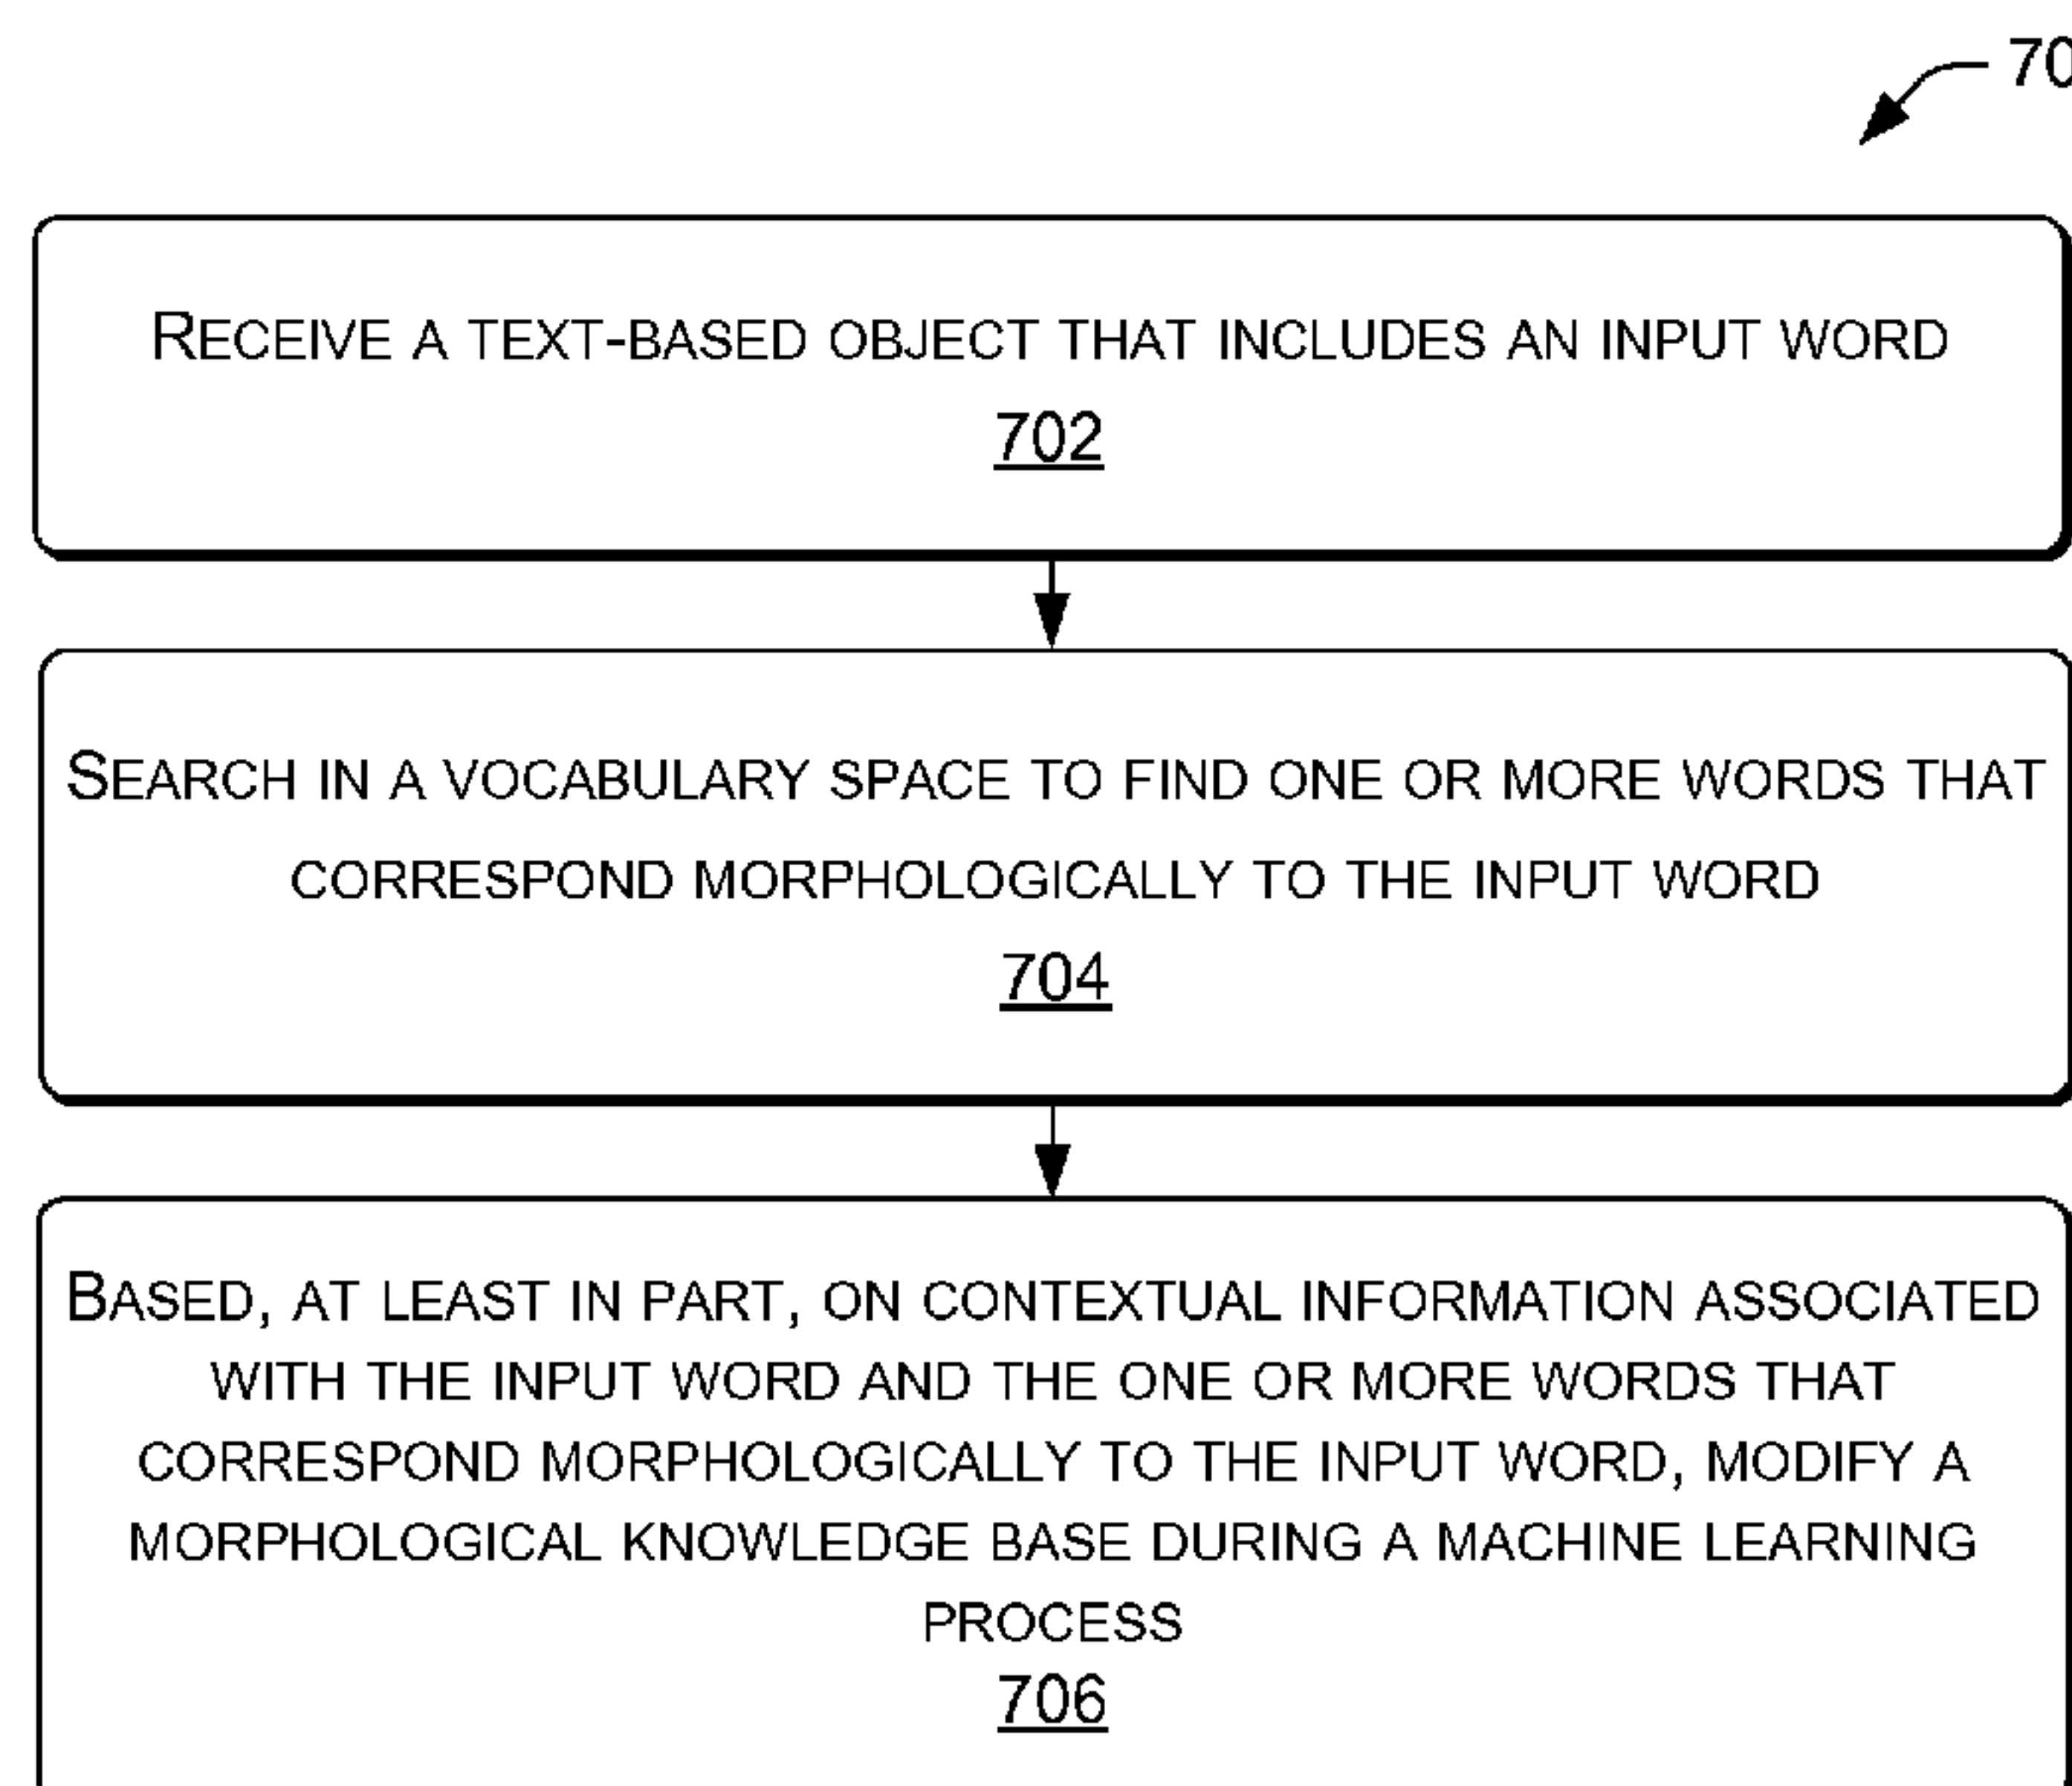 RECEIVE A TEXT-BASED OBJECT THAT INCLUDES AN INPUT WORD
702
SEARCH IN A VOCABULARY SPACE TO FIND ONE OR MORE WORDS THAT
CORRESPOND MORPHOLOGICALLY TO THE INPUT WORD
704
BASED, AT LEAST IN PART, ON CONTEXTUAL INFORMATION ASSOCIATED
WITH THE INPUT WORD AND THE ONE OR MORE WORDS THAT
CORRESPOND MORPHOLOGICALLY TO THE INPUT WORD, MODIFY A
MORPHOLOGICAL KNOWLEDGE BASE DURING A MACHINE LEARNING
PROCESS
706